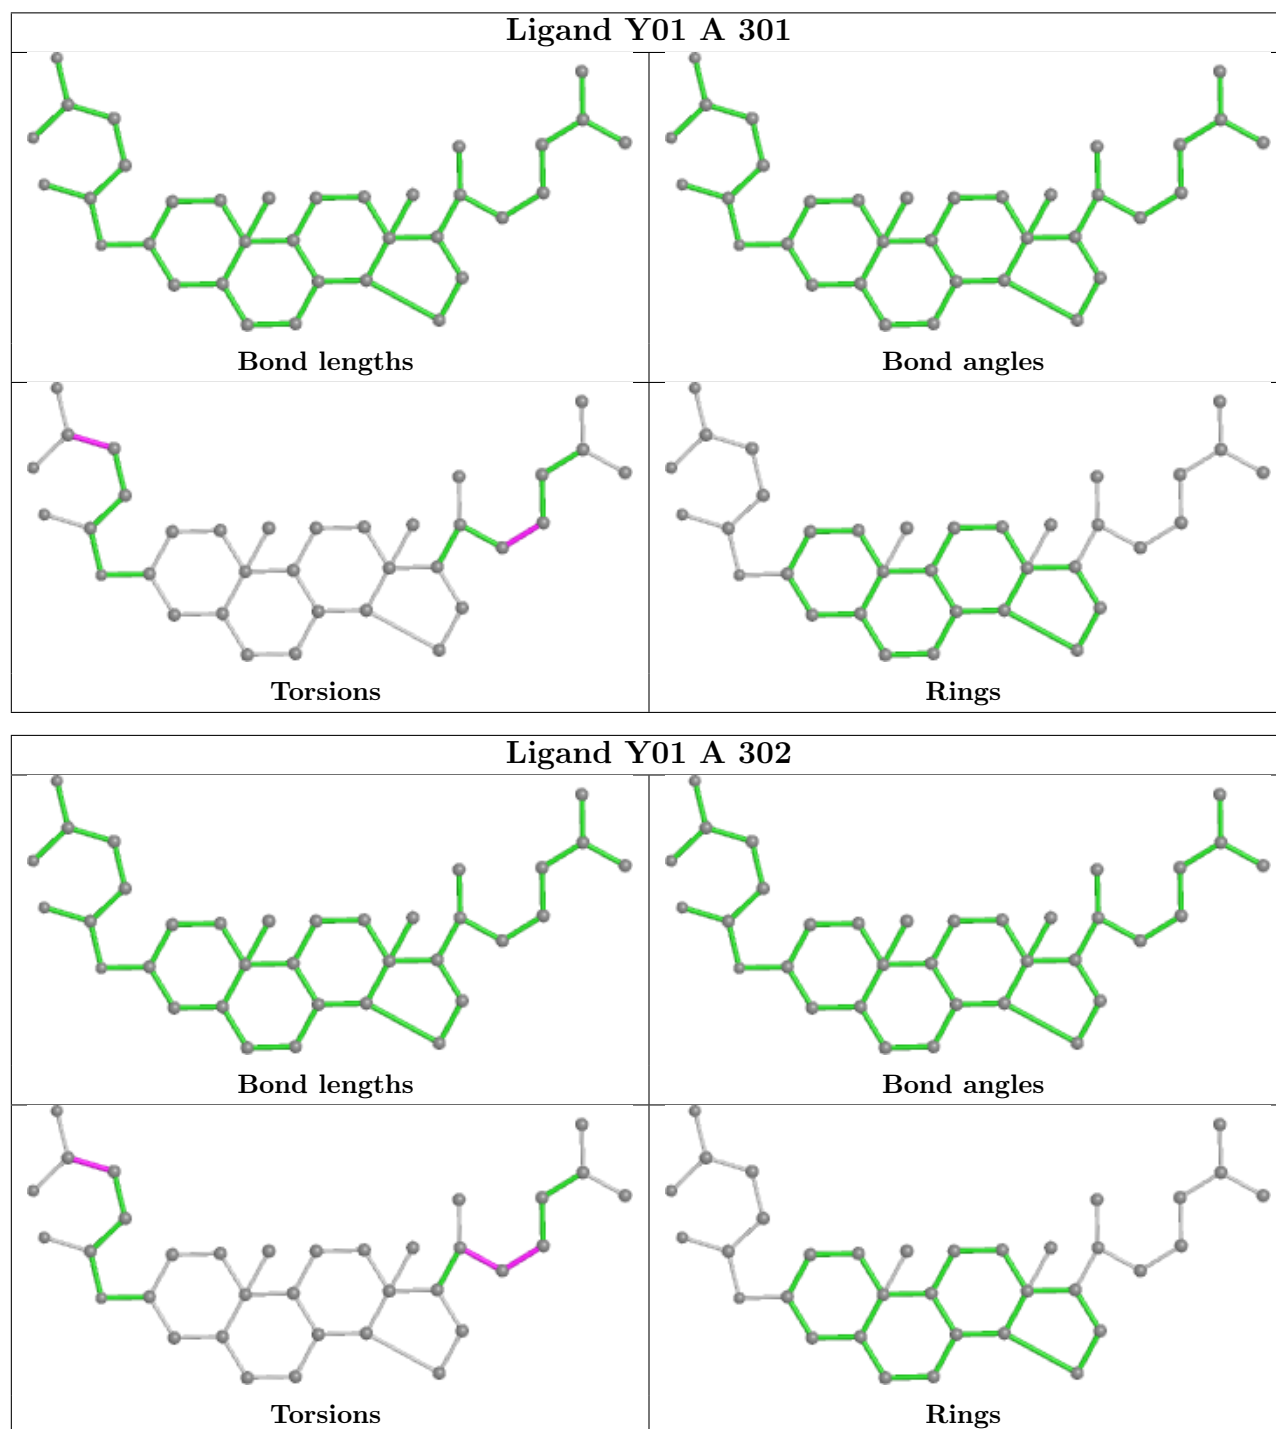 Ligand Y01 A 301
Bond lengths
Bond angles
Torsions
Rings
Ligand Y01 A 302
Bond lengths
Bond angles
Torsions
Rings